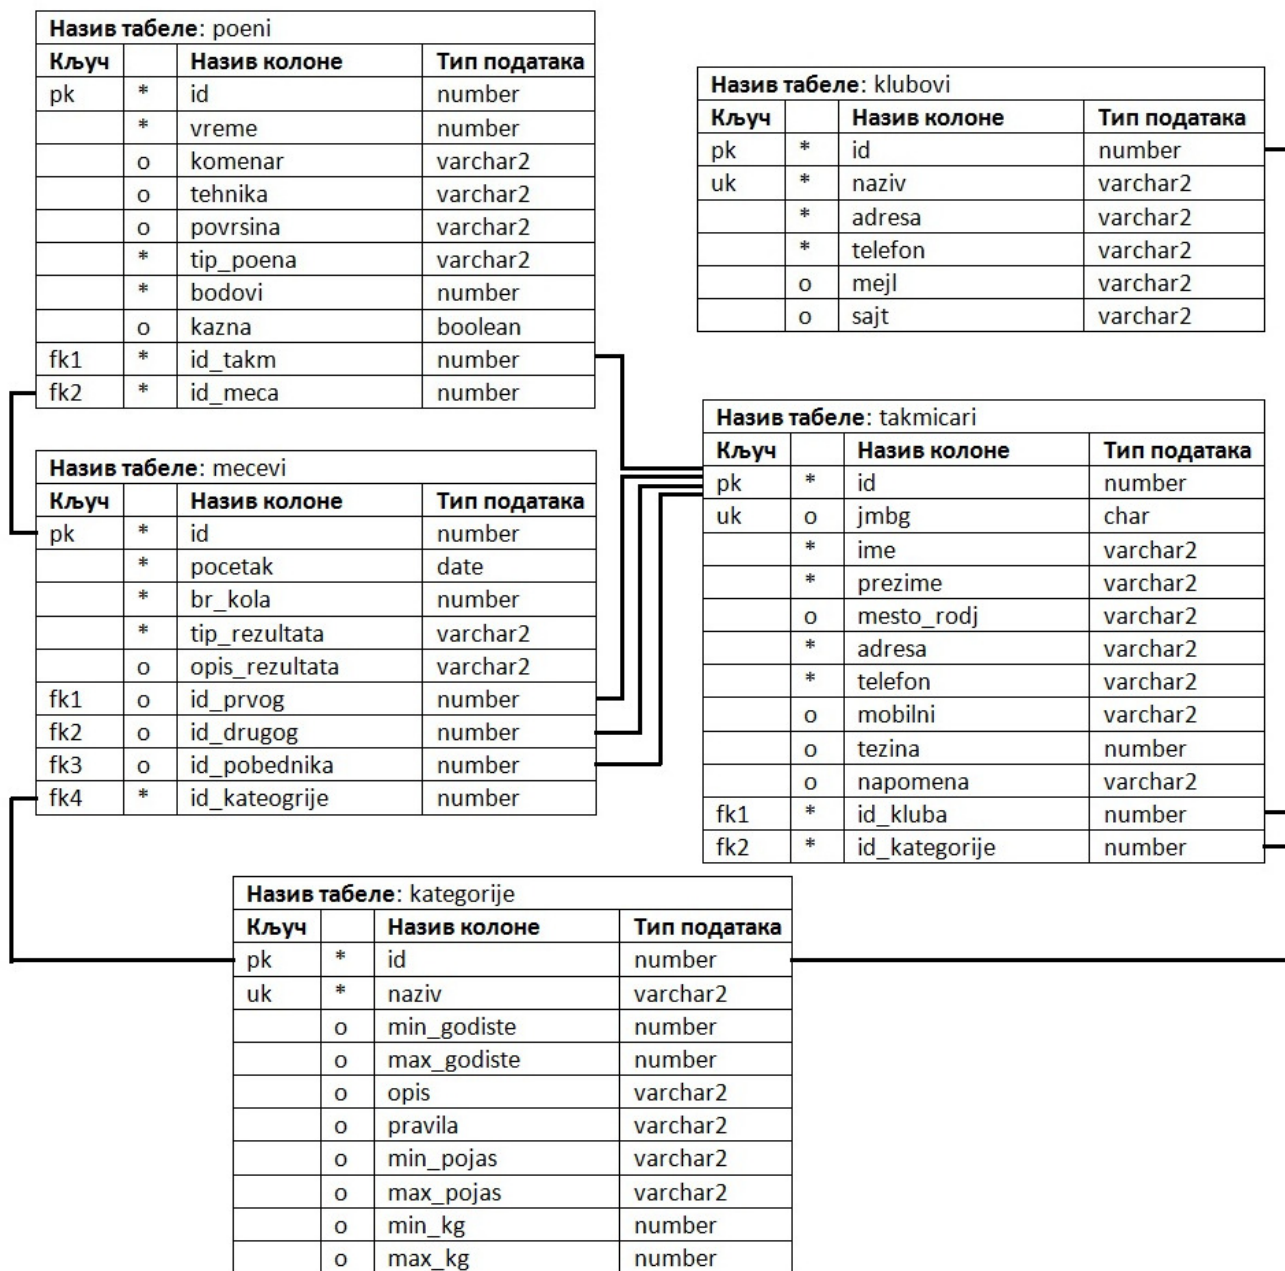 Назив табеле: poeni
Кључ Назив колоне Тип података
pk * id number
* vreme number
o komenar varchar2
o tehnika varchar2
o povrsina varchar2
* tip_poena varchar2
* bodovi number
o kazna boolean
fk1 * id_takm number
fk2 * id_meca number
Назив табеле: klubovi
Кључ Назив колоне Тип података
pk * id number
uk * naziv varchar2
* adresa varchar2
* telefon varchar2
o mejl varchar2
o sajt varchar2
Назив табеле: mecevi
Кључ Назив колоне Тип података
pk * id number
* pocetak date
* br_kola number
* tip_rezultata varchar2
o opis_rezultata varchar2
fk1 o id_prvog number
fk2 o id_drugog number
fk3 o id_pobednika number
fk4 * id_kateogrije number
Назив табеле: takmicari
Кључ Назив колоне Тип података
pk * id number
uk o jmbg char
* ime varchar2
* prezime varchar2
o mesto_rodj varchar2
* adresa varchar2
* telefon varchar2
o mobilni varchar2
o tezina number
o napomena varchar2
fk1 * id_kluba number
fk2 * id_kategorije number
Назив табеле: kategorije
Кључ Назив колоне Тип података
pk * id number
uk * naziv varchar2
o min_godiste number
o max_godiste number
o opis varchar2
o pravila varchar2
o min_pojas varchar2
o max_pojas varchar2
o min_kg number
o max_kg number